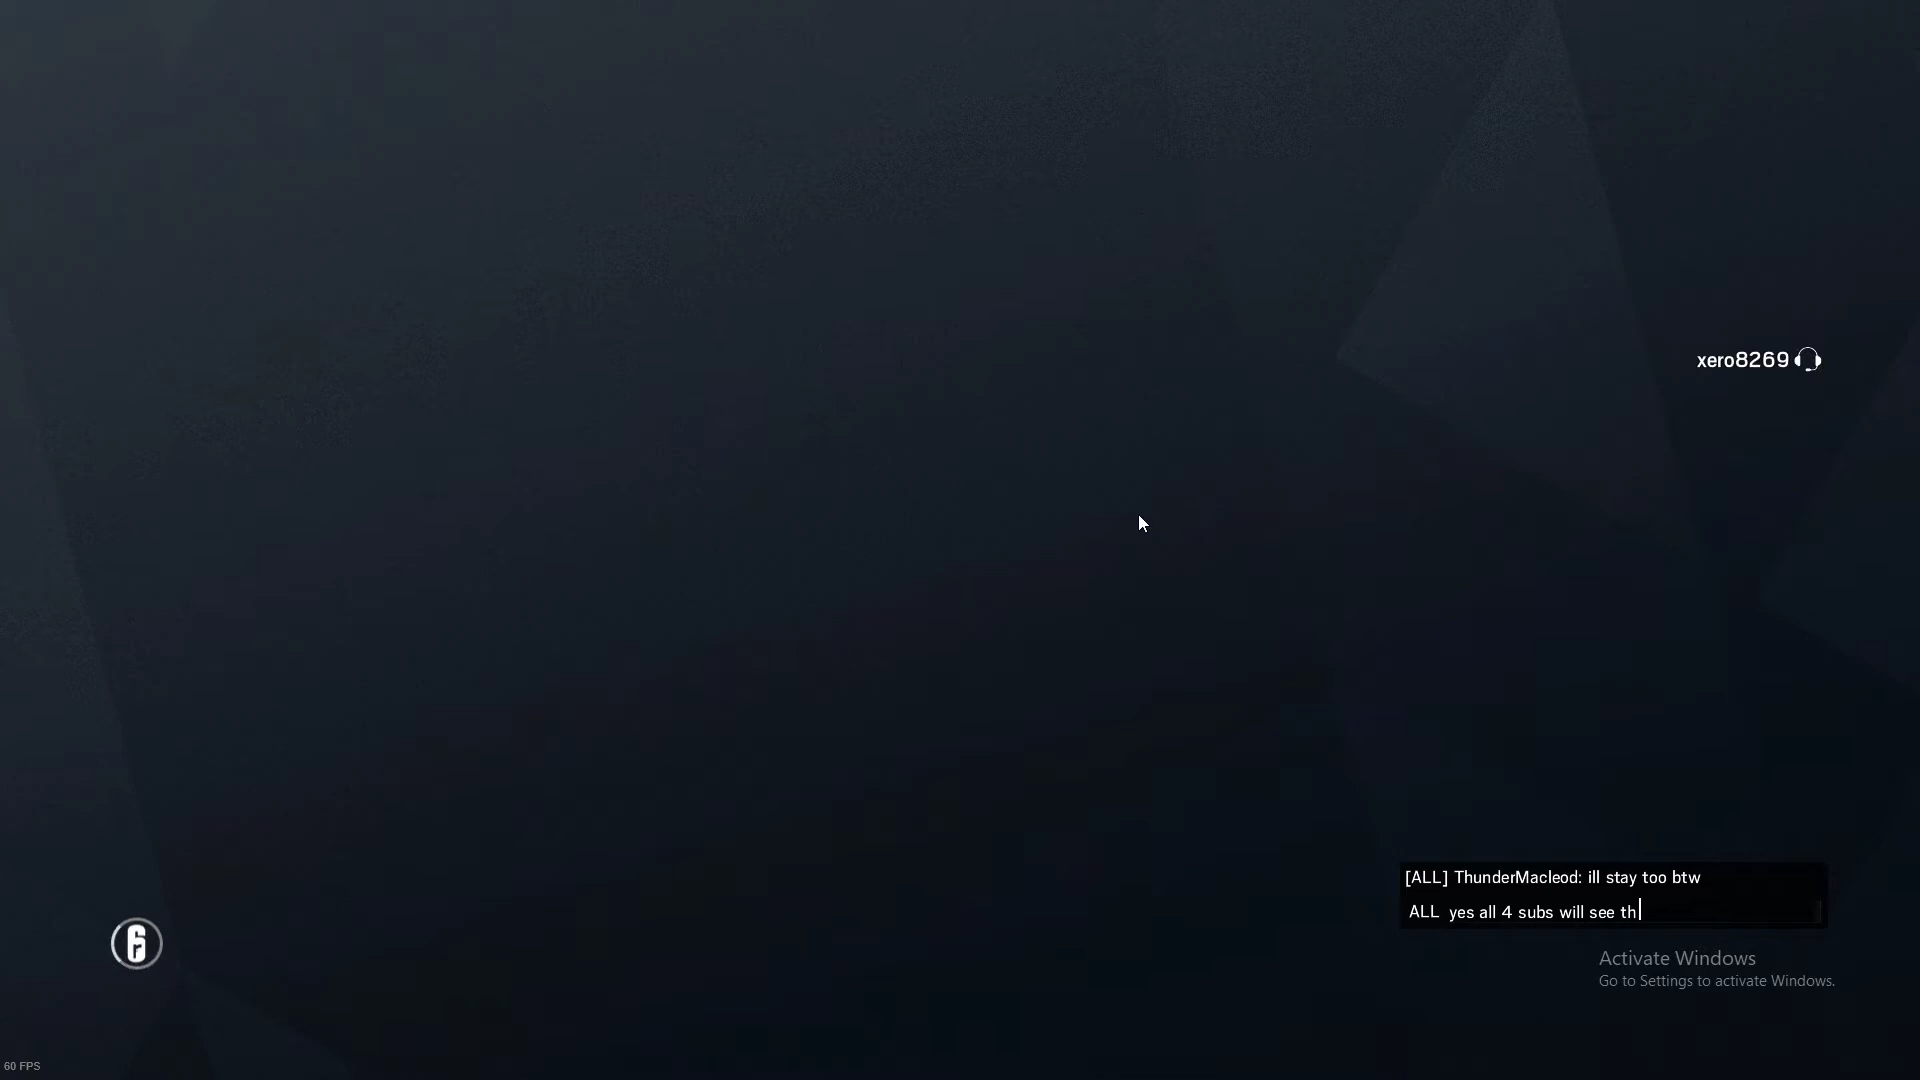 xero8269
[ALL] ThunderMacleod: ill stay too btw
ALL yes all 4 subs will see th
Activate Windows
Go to Settings to activate Windows.
60 FPS